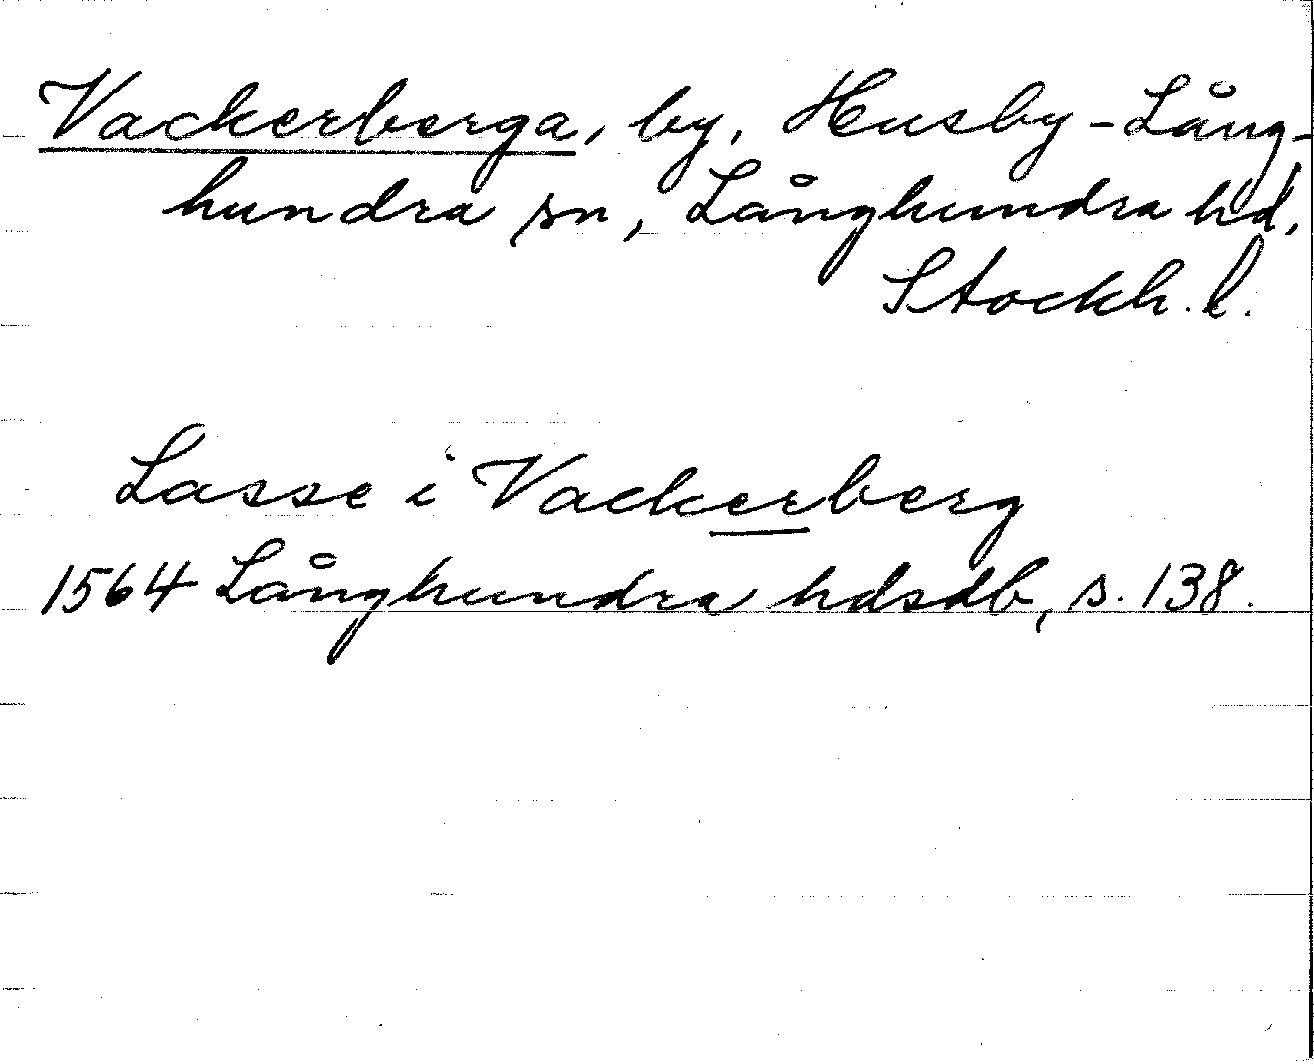 Vackerberga, by, Husby-Lång-
hundra sn, Långhundra hd,
Stockh. l.
Lasse i Vackerberg
1564 Långhundra hdsdb, s. 138.